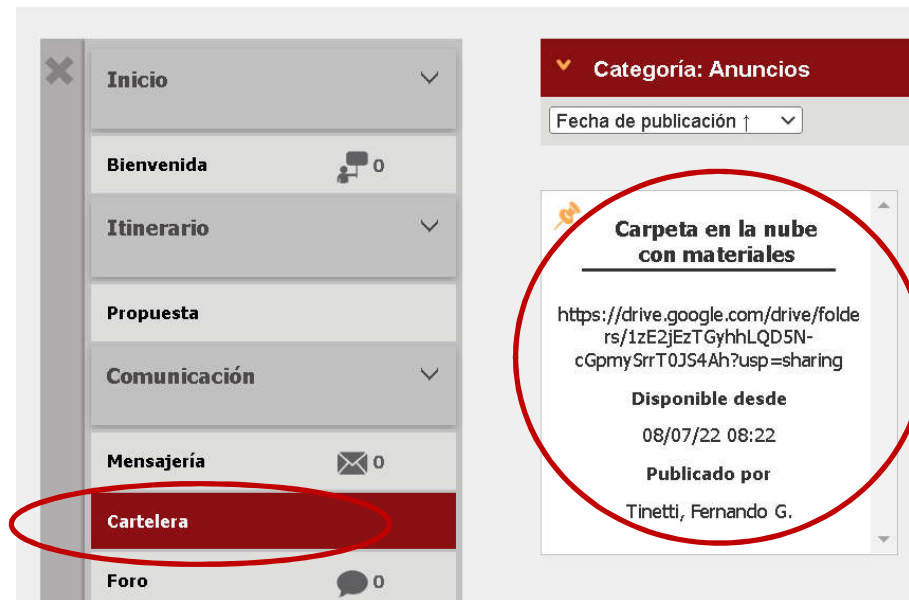 Inicio
Bienvenida 0
Itinerario
Propuesta
Comunicación
Mensajería 0
Cartelera
Foro 0
Categoría: Anuncios
Fecha de publicación ↑
Carpeta en la nube
con materiales
https://drive.google.com/drive/folde
rs/1zE2jEzTGyhhLQD5N-
cGpmySrrT0JS4Ah?usp=sharing
Disponible desde
08/07/22 08:22
Publicado por
Tinetti, Fernando G.